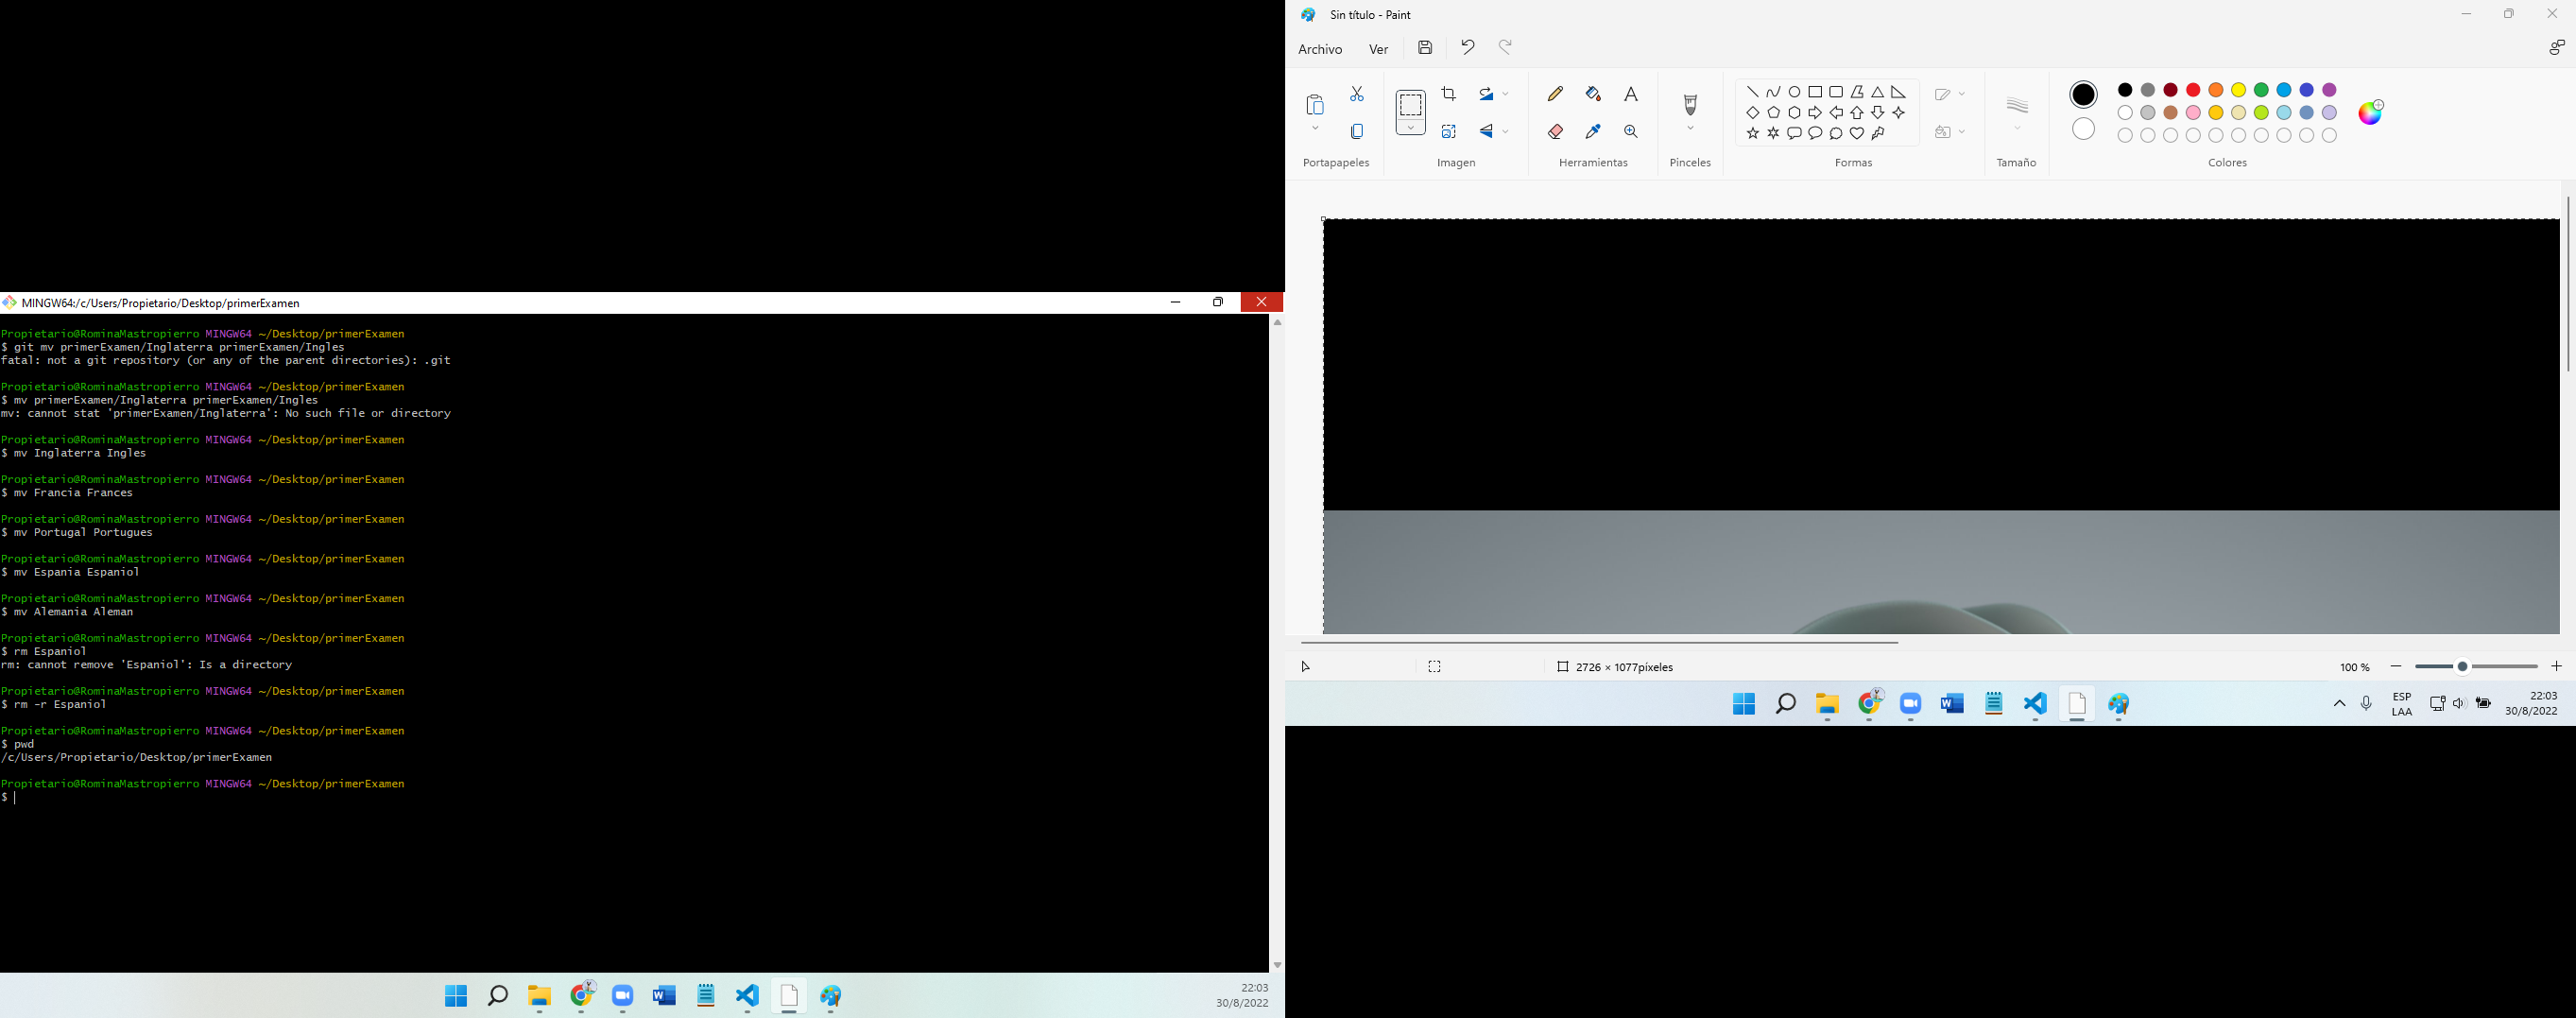 MINGW64:/c/Users/Propietario/Desktop/primerExamen
Propietario@RominaMastropierro MINGW64 ~/Desktop/primerExamen
$ git mv primerExamen/Inglaterra primerExamen/Ingles
fatal: not a git repository (or any of the parent directories): .git
Propietario@RominaMastropierro MINGW64 ~/Desktop/primerExamen
$ mv primerExamen/Inglaterra primerExamen/Ingles
mv: cannot stat 'primerExamen/Inglaterra': No such file or directory
Propietario@RominaMastropierro MINGW64 ~/Desktop/primerExamen
$ mv Inglaterra Ingles
Propietario@RominaMastropierro MINGW64 ~/Desktop/primerExamen
$ mv Francia Frances
Propietario@RominaMastropierro MINGW64 ~/Desktop/primerExamen
$ mv Portugal Portugues
Propietario@RominaMastropierro MINGW64 ~/Desktop/primerExamen
$ mv Espania Espaniol
Propietario@RominaMastropierro MINGW64 ~/Desktop/primerExamen
$ mv Alemania Aleman
Propietario@RominaMastropierro MINGW64 ~/Desktop/primerExamen
$ rm Espaniol
rm: cannot remove 'Espaniol': Is a directory
Propietario@RominaMastropierro MINGW64 ~/Desktop/primerExamen
$ rm -r Espaniol
Propietario@RominaMastropierro MINGW64 ~/Desktop/primerExamen
$ pwd
/c/Users/Propietario/Desktop/primerExamen
Propietario@RominaMastropierro MINGW64 ~/Desktop/primerExamen
$
22:03
30/8/2022
Sin título - Paint
Archivo Ver
Portapapeles Imagen Herramientas Pinceles Formas Tamaño Colores
2726 × 1077píxeles
100 %
ESP
LAA
22:03
30/8/2022